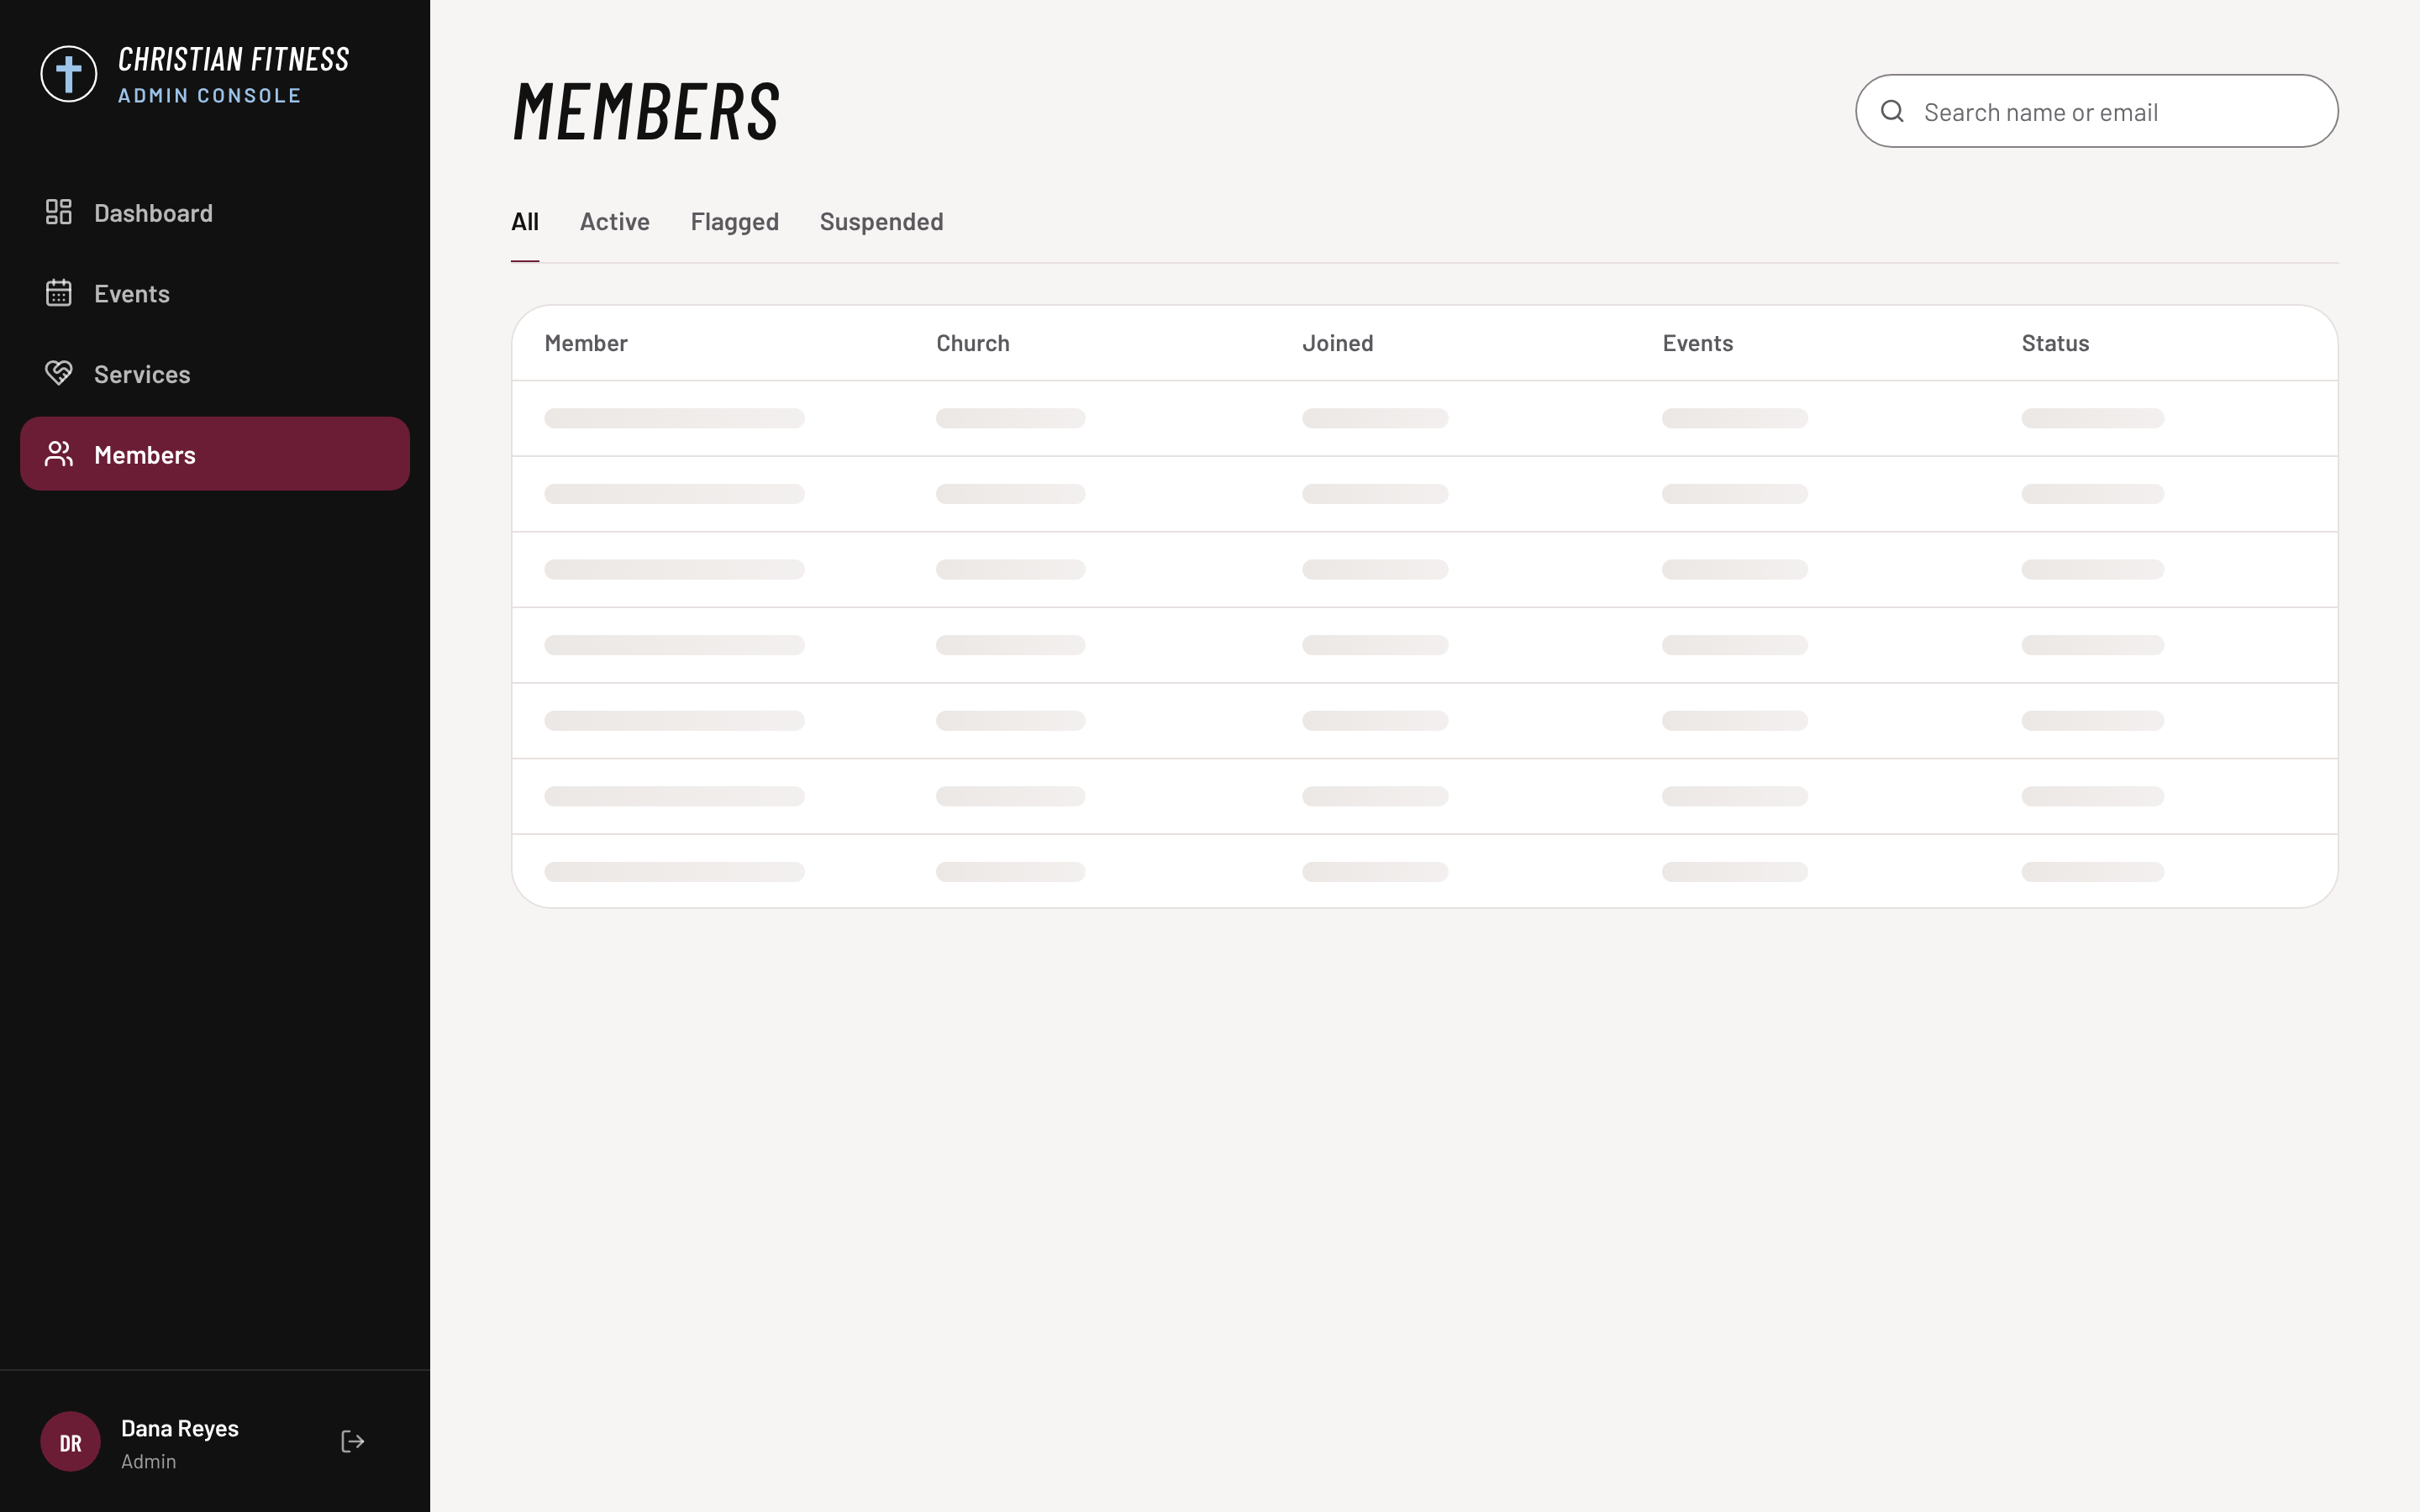 CHRISTIAN FITNESS
ADMIN CONSOLE
Dashboard
Events
Services
Members
DR
Dana Reyes
Admin
MEMBERS
Search name or email
All Active Flagged Suspended
Member Church Joined Events Status